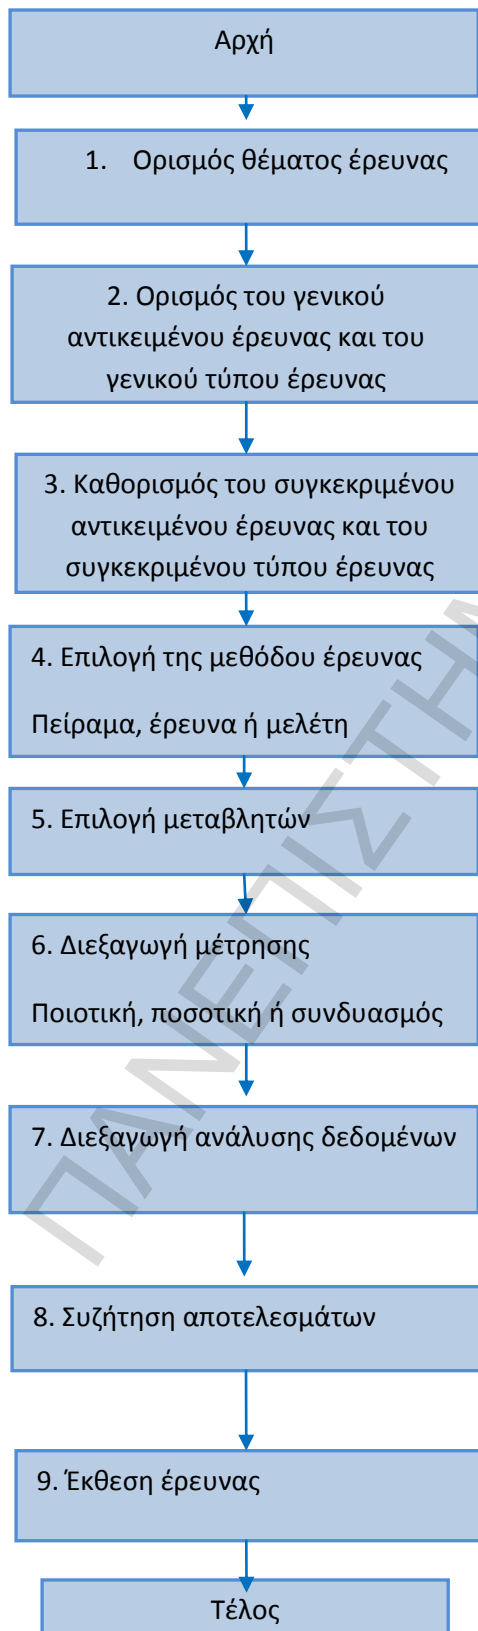 Αρχή
1. Ορισμός θέματος έρευνας
2. Ορισμός του γενικού
αντικειμένου έρευνας και του
γενικού τύπου έρευνας
3. Καθορισμός του συγκεκριμένου
αντικειμένου έρευνας και του
συγκεκριμένου τύπου έρευνας
4. Επιλογή της μεθόδου έρευνας
Πείραμα, έρευνα ή μελέτη
5. Επιλογή μεταβλητών
6. Διεξαγωγή μέτρησης
Ποιοτική, ποσοτική ή συνδυασμός
7. Διεξαγωγή ανάλυσης δεδομένων
8. Συζήτηση αποτελεσμάτων
9. Έκθεση έρευνας
Τέλος